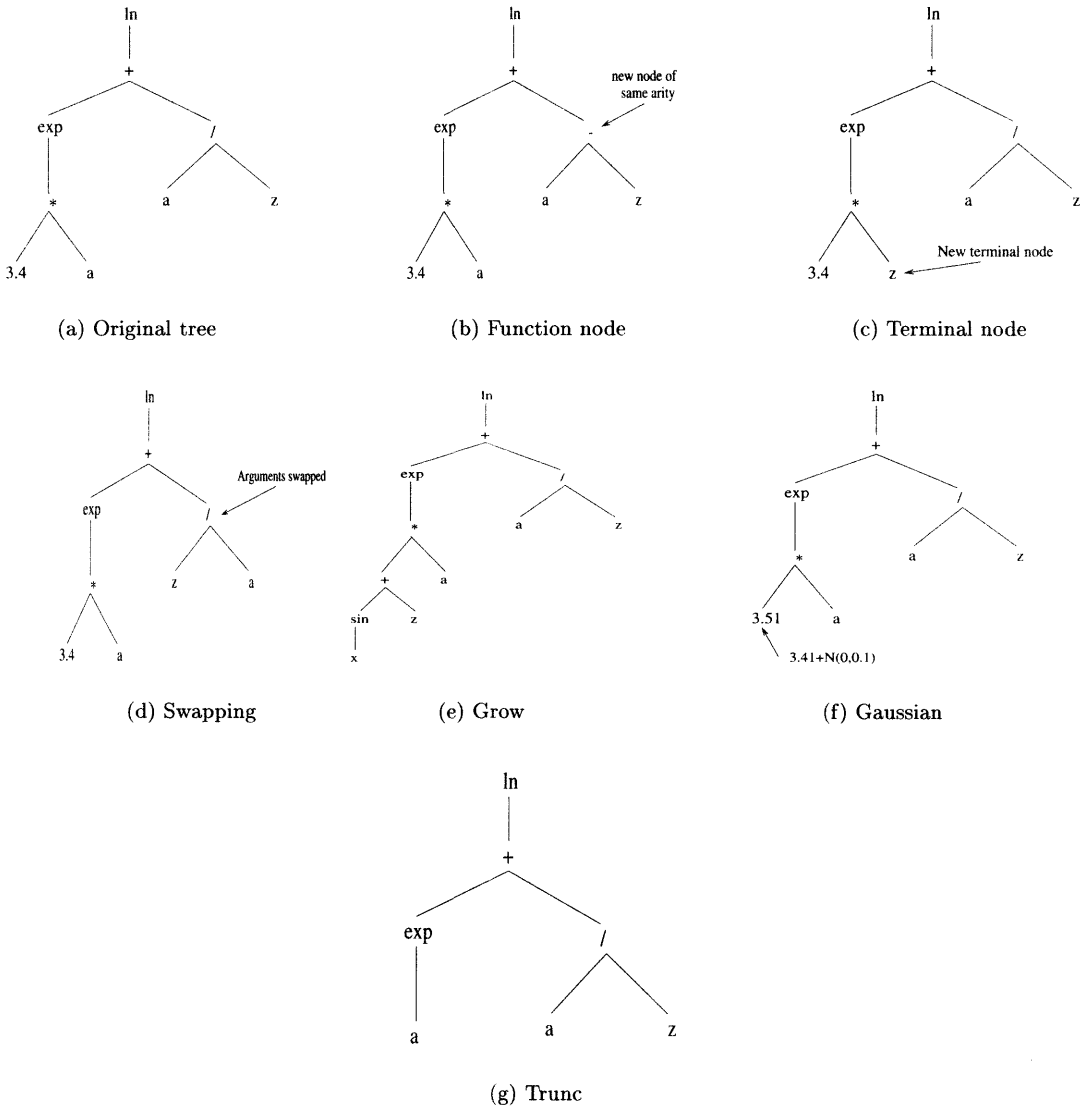 ln
+
exp
/
*
a
z
3.4
a
(a) Original tree
ln
+
new node of
same arity
exp
-
*
a
z
3.4
a
(b) Function node
ln
+
exp
/
*
a
z
3.4
z
New terminal node
(c) Terminal node
ln
+
Arguments swapped
exp
/
*
z
a
3.4
a
(d) Swapping
ln
+
exp
/
a
z
*
+
a
sin
z
x
(e) Grow
ln
+
exp
/
a
z
*
3.51
a
3.41+N(0,0.1)
(f) Gaussian
ln
+
exp
/
a
a
z
(g) Trunc